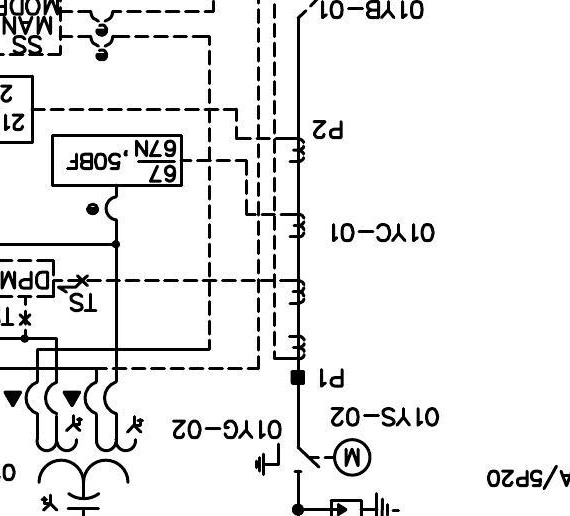 A/5P20
M
01YS-02
01YG-02
P1
TS
DPM
01YC-01
67
67N, 50BF
P2
21
2
SS
MAN
MODE
01YB-01